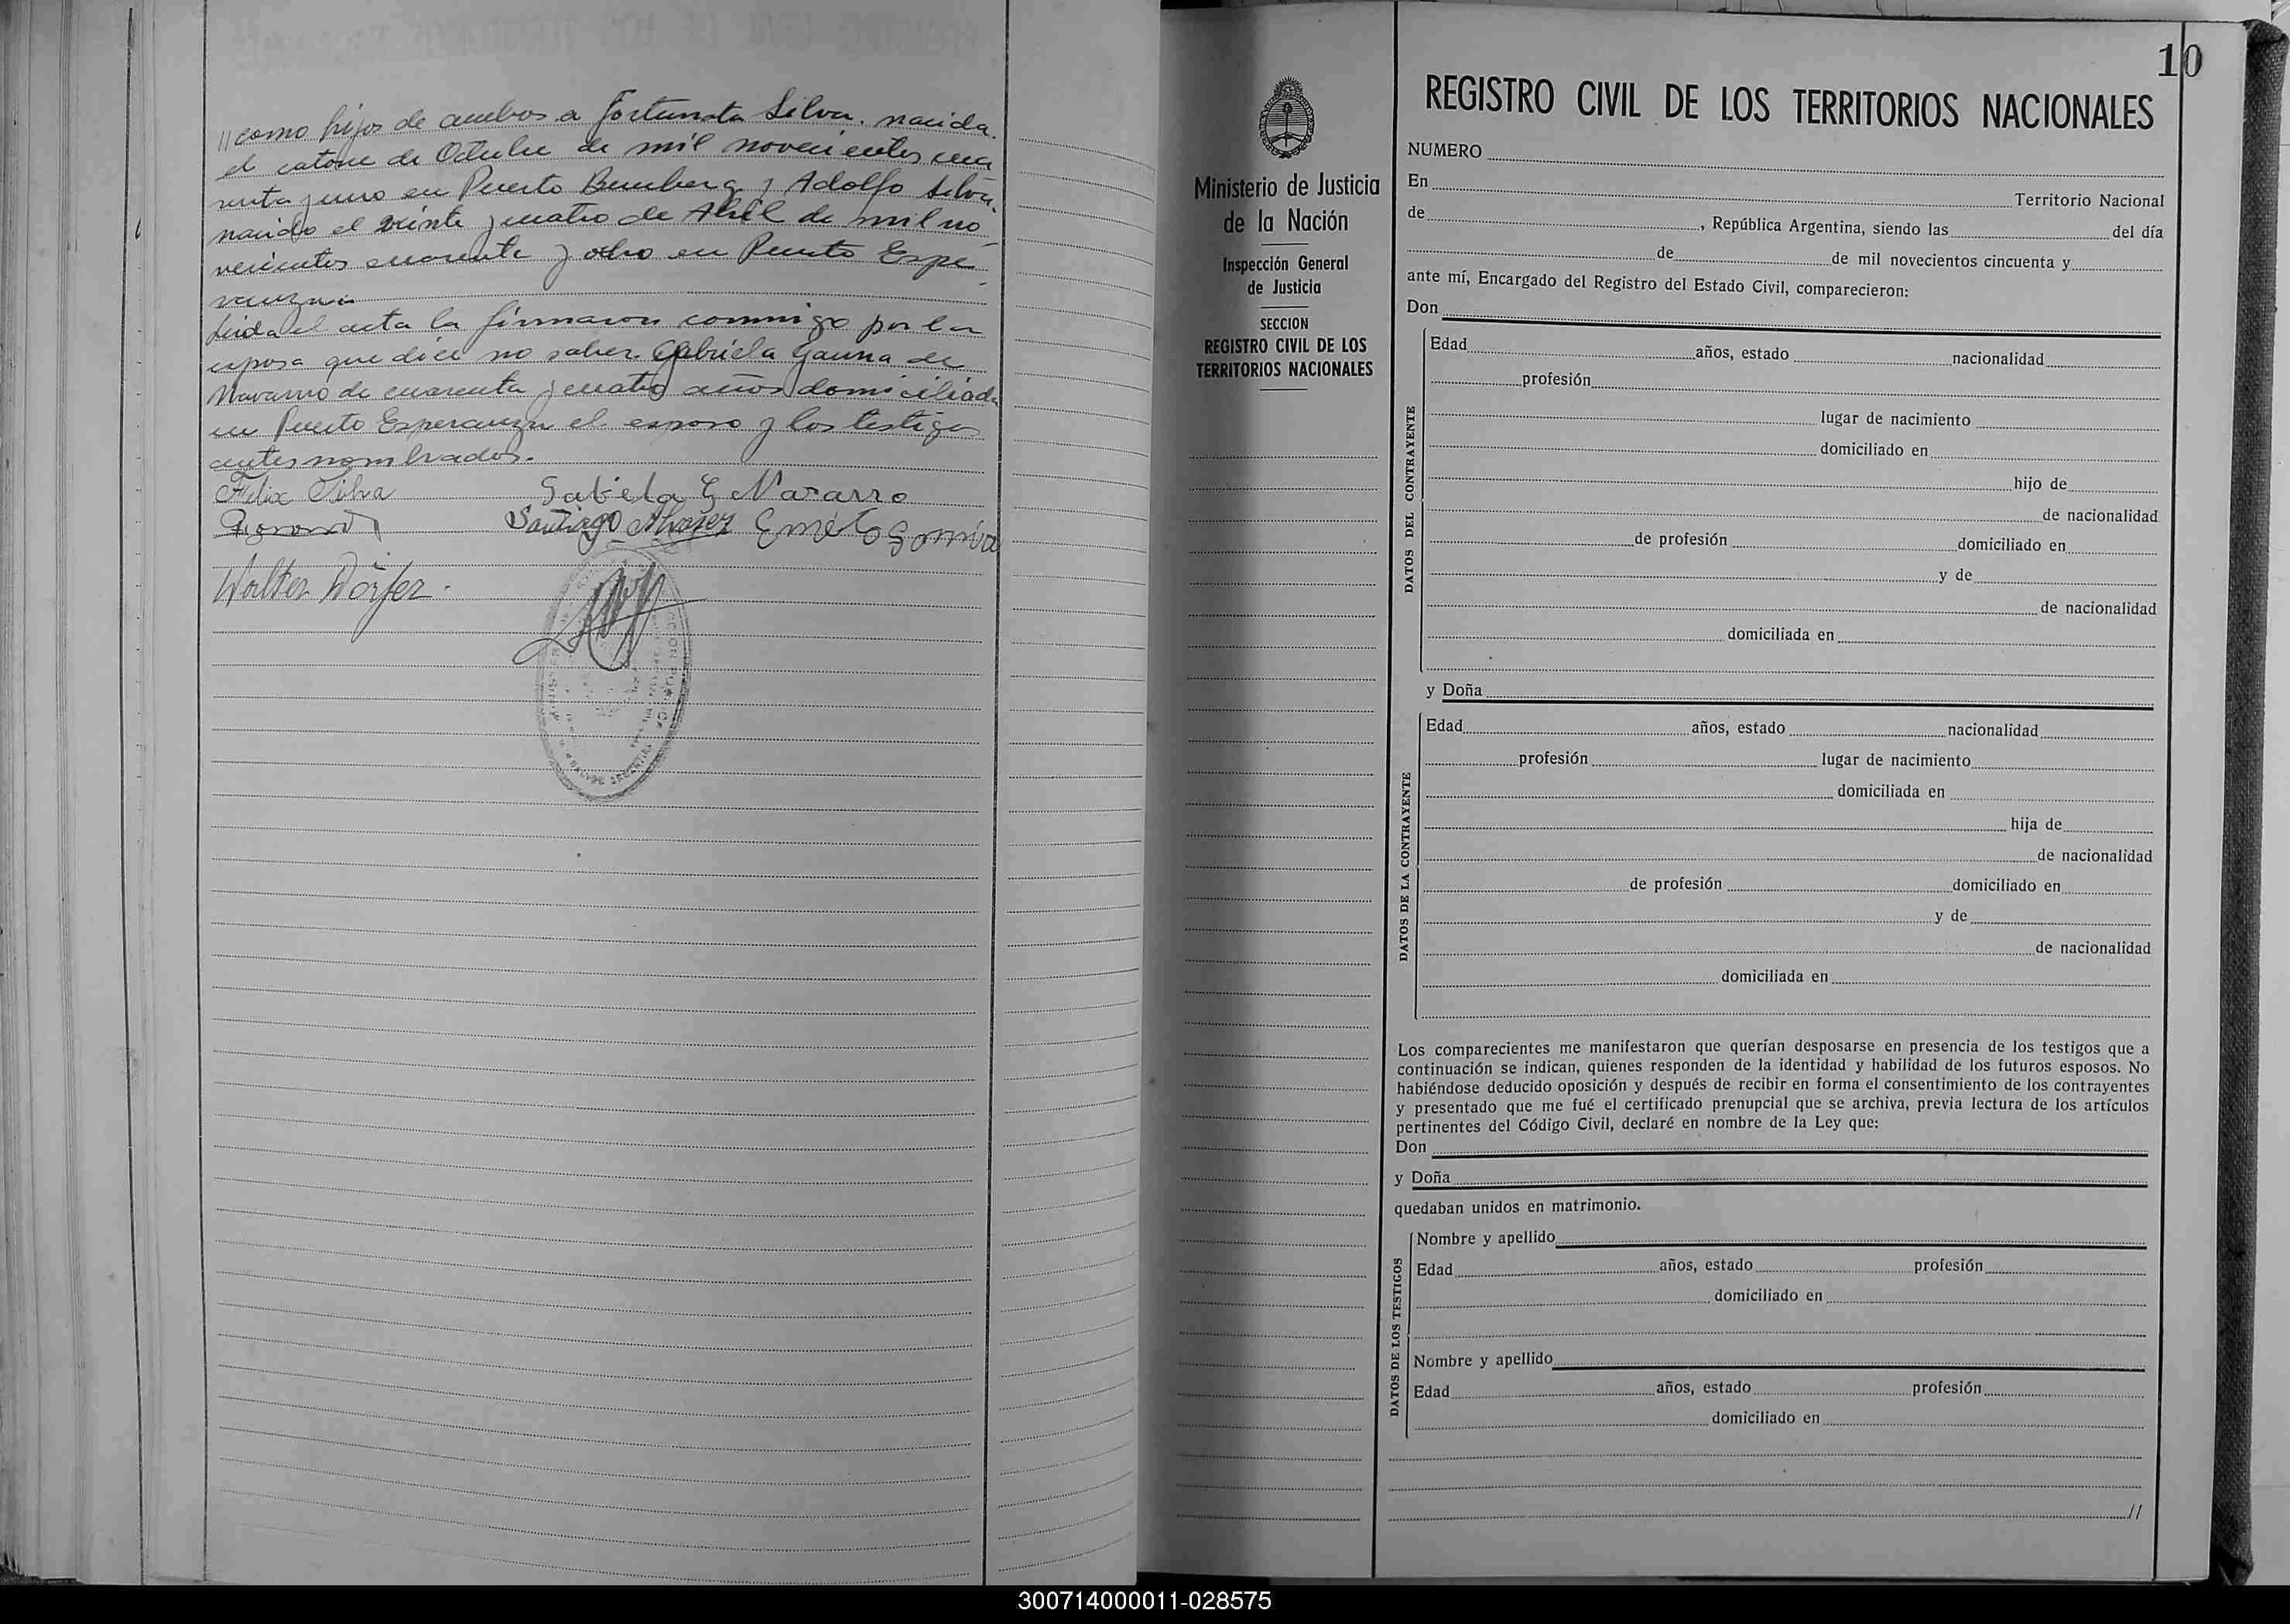 // como hijos de ambos a Fortunata Silva. nacida
el catorce de Octubre de mil novecientos cua
renta y uno en Puerto Bemberg y Adolfo Silva.
nacido el veinte y cuatro de Abril de mil no
vecientos cuarenta y ocho en Puerto Espe
ranza.
Leida el acta la firmaron conmigo por la
esposa que dice no saber Gabriela Gauna de
Navarro de cuarenta y cuatro años domiciliada
en Puerto Esperanza el esposo y los testigos
antes nombrados.
Felix Silva Gabiela G Navarro
Santiago Alvarez
Walter Dörfer.
10
Ministerio de Justicia
de la Nación
Inspección General
de Justicia
SECCION
REGISTRO CIVIL DE LOS
TERRITORIOS NACIONALES
REGISTRO CIVIL DE LOS TERRITORIOS NACIONALES
NUMERO
En Territorio Nacional
de , República Argentina, siendo las del día
de de mil novecientos cincuenta y
ante mí, Encargado del Registro del Estado Civil, comparecieron:
Don
DATOS DEL CONTRAYENTE
Edad años, estado nacionalidad
profesión
lugar de nacimiento
domiciliado en
hijo de
de nacionalidad
de profesión domiciliado en
y de
de nacionalidad
domiciliada en
y Doña
DATOS DE LA CONTRAYENTE
Edad años, estado nacionalidad
profesión lugar de nacimiento
domiciliada en
hija de
de nacionalidad
de profesión domiciliado en
y de
de nacionalidad
domiciliada en
Los comparecientes me manifestaron que querían desposarse en presencia de los testigos que a
continuación se indican, quienes responden de la identidad y habilidad de los futuros esposos. No
habiéndose deducido oposición y después de recibir en forma el consentimiento de los contrayentes
y presentado que me fué el certificado prenupcial que se archiva, previa lectura de los artículos
pertinentes del Código Civil, declaré en nombre de la Ley que:
Don
y Doña
quedaban unidos en matrimonio.
DATOS DE LOS TESTIGOS
Nombre y apellido
Edad años, estado profesión
domiciliado en
Nombre y apellido
Edad años, estado profesión
domiciliado en
//
300714000011-028575